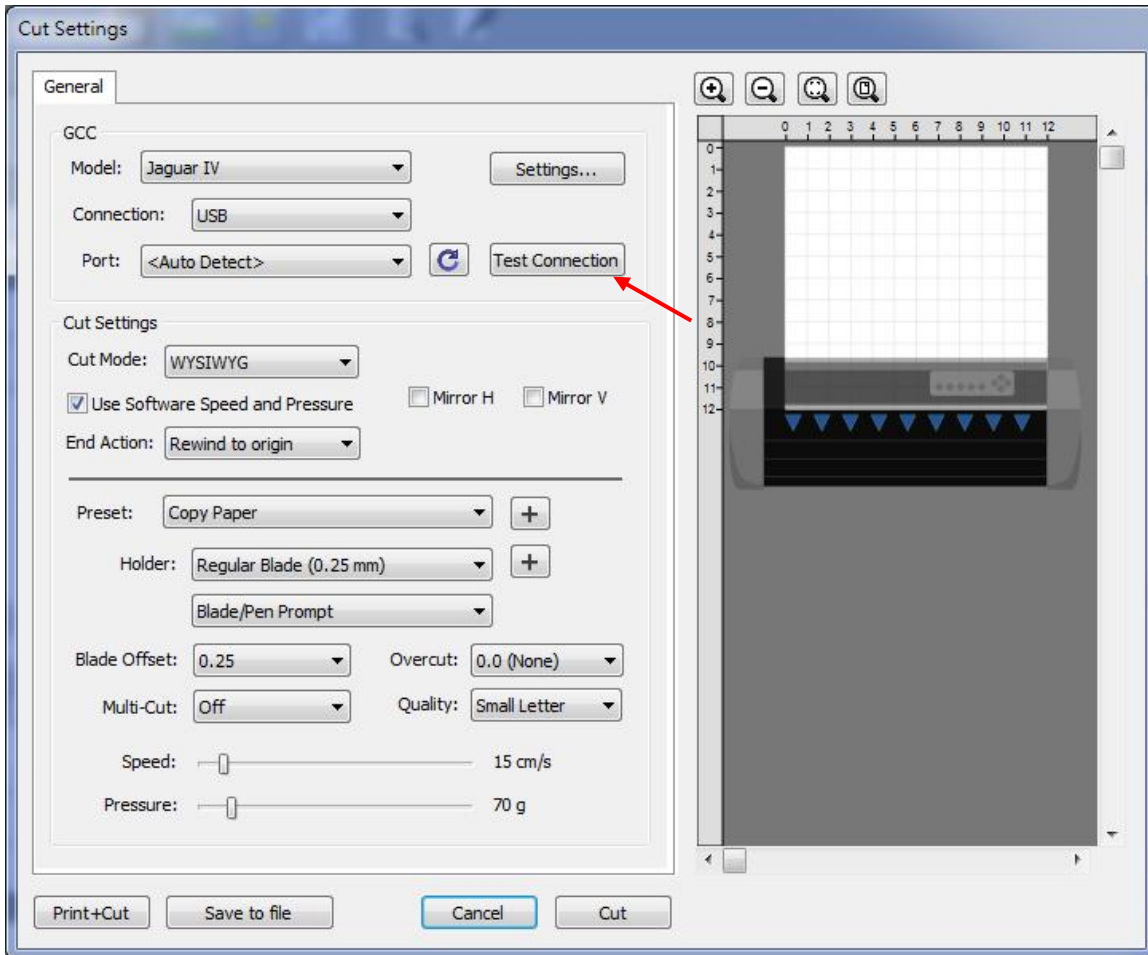 Cut Settings
General
GCC
Model: Jaguar IV Settings...
Connection: USB
Port: <Auto Detect> Test Connection
Cut Settings
Cut Mode: WYSIWYG
Use Software Speed and Pressure Mirror H Mirror V
End Action: Rewind to origin
Preset: Copy Paper +
Holder: Regular Blade (0.25 mm) +
Blade/Pen Prompt
Blade Offset: 0.25 Overcut: 0.0 (None)
Multi-Cut: Off Quality: Small Letter
Speed: 15 cm/s
Pressure: 70 g
Print+Cut Save to file Cancel Cut
0 1 2 3 4 5 6 7 8 9 10 11 12
0
1
2
3
4
5
6
7
8
9
10
11
12